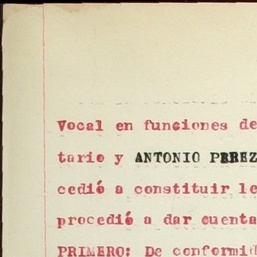 Vocal en funciones de
tario y ANTONIO PEREZ
cedió a constituir le
procedió a dar cuenta
PRIMERO: De conformid